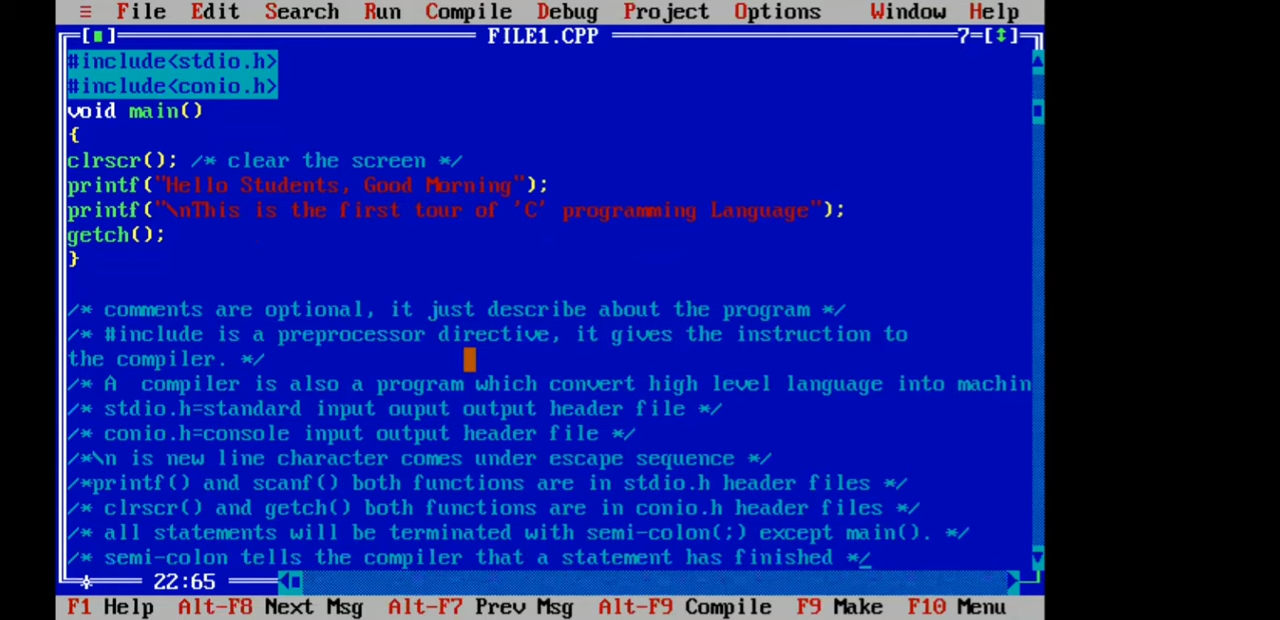 ≡ File Edit Search Run Compile Debug Project Options Window Help
[■] FILE1.CPP 7=[↕]
#include<stdio.h>
#include<conio.h>
void main()
{
clrscr(); /* clear the screen */
printf("Hello Students, Good Morning");
printf("\nThis is the first tour of 'C' programming Language");
getch();
}
/* comments are optional, it just describe about the program */
/* #include is a preprocessor directive, it gives the instruction to
the compiler. */
/* A  compiler is also a program which convert high level language into machin
/* stdio.h=standard input ouput output header file */
/* conio.h=console input output header file */
/*\n is new line character comes under escape sequence */
/*printf() and scanf() both functions are in stdio.h header files */
/* clrscr() and getch() both functions are in conio.h header files */
/* all statements will be terminated with semi-colon(;) except main(). */
/* semi-colon tells the compiler that a statement has finished */
22:65
F1 Help Alt-F8 Next Msg Alt-F7 Prev Msg Alt-F9 Compile F9 Make F10 Menu